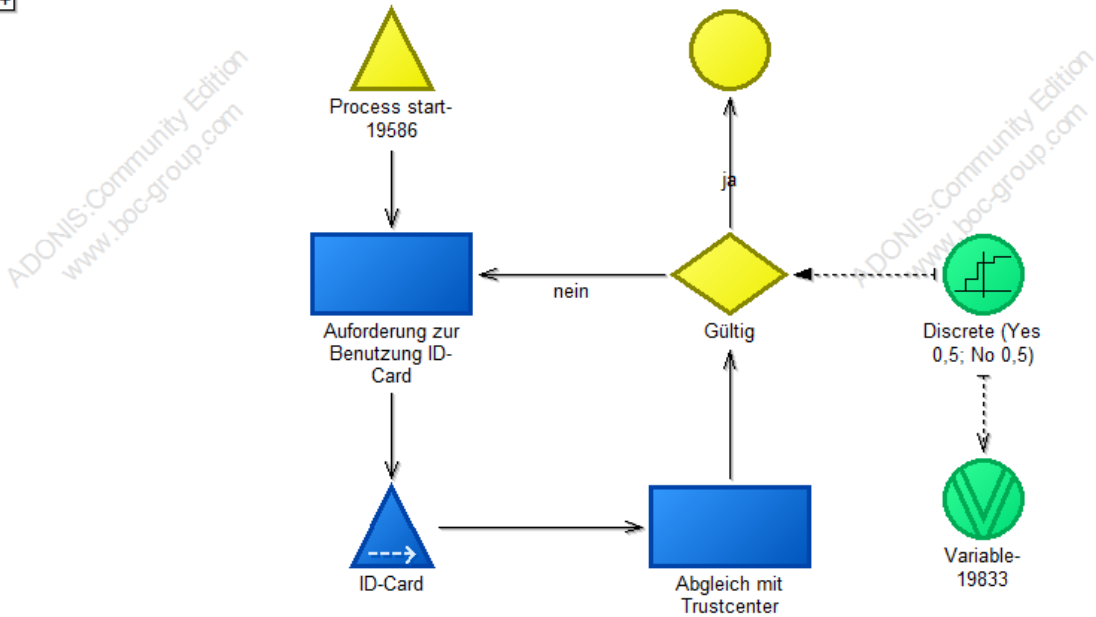 Process start-
19586
ja
nein
Auforderung zur
Benutzung ID-
Card
Gültig
Discrete (Yes
0,5; No 0,5)
ID-Card
Abgleich mit
Trustcenter
Variable-
19833
ADONIS:Community Edition
www.boc-group.com
ADONIS:Community Edition
www.boc-group.com